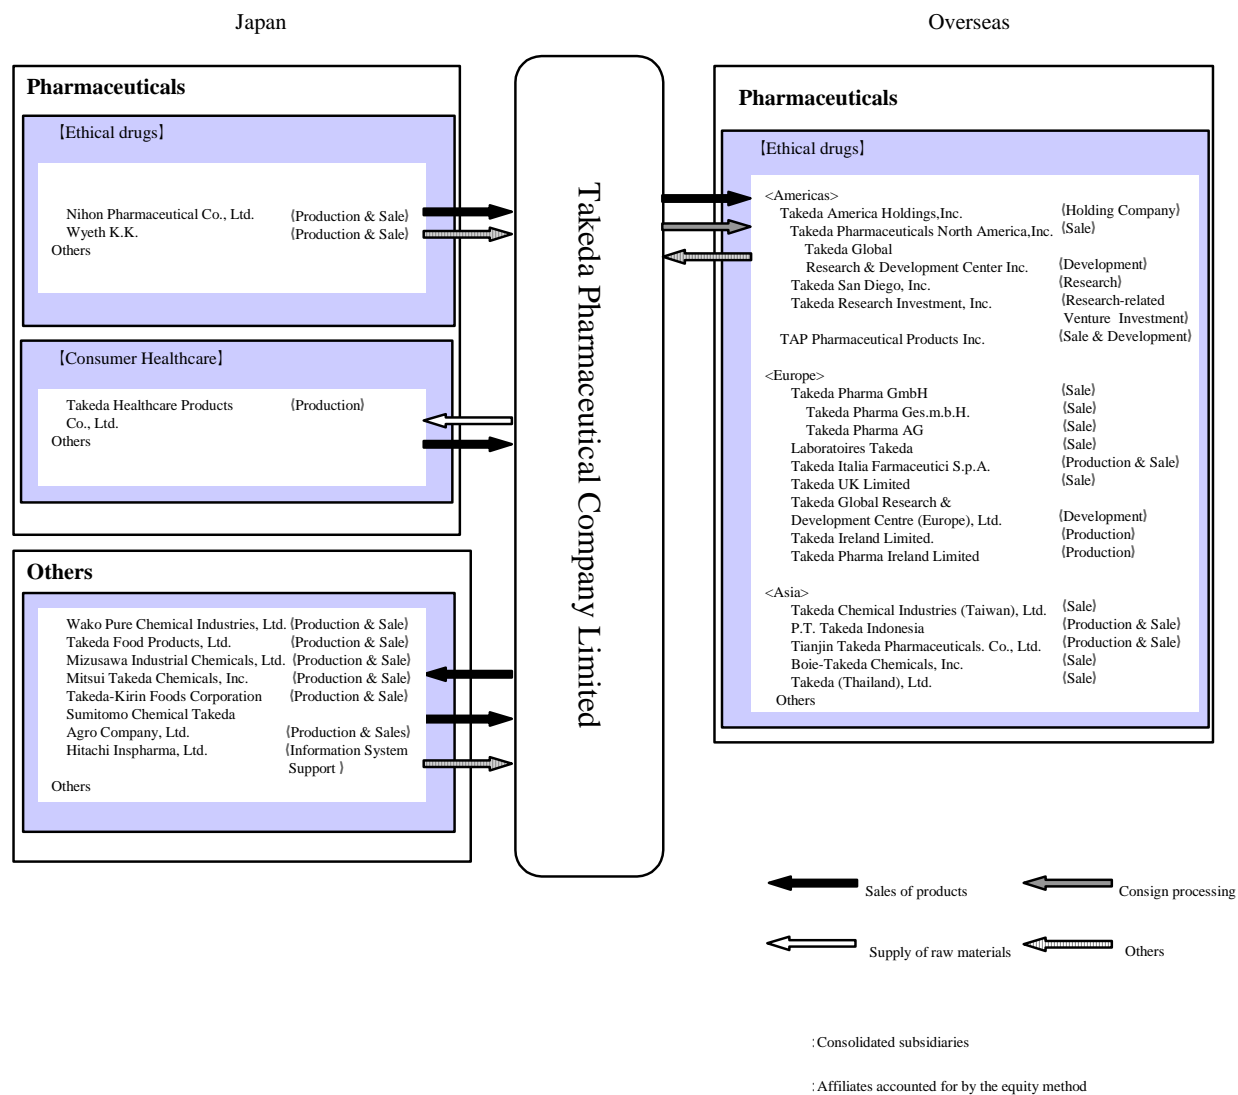 Japan
Overseas
Pharmaceuticals
【Ethical drugs】
Nihon Pharmaceutical Co., Ltd. (Production & Sale)
Wyeth K.K. (Production & Sale)
Others
【Consumer Healthcare】
Takeda Healthcare Products (Production)
Co., Ltd.
Others
Others
Wako Pure Chemical Industries, Ltd. (Production & Sale)
Takeda Food Products, Ltd. (Production & Sale)
Mizusawa Industrial Chemicals, Ltd. (Production & Sale)
Mitsui Takeda Chemicals, Inc. (Production & Sale)
Takeda-Kirin Foods Corporation (Production & Sale)
Sumitomo Chemical Takeda
Agro Company, Ltd. (Production & Sales)
Hitachi Inspharma, Ltd. (Information System
Support )
Others
Takeda Pharmaceutical Company Limited
Pharmaceuticals
【Ethical drugs】
<Americas>
Takeda America Holdings,Inc. (Holding Company)
Takeda Pharmaceuticals North America,Inc. (Sale)
Takeda Global
Research & Development Center Inc. (Development)
Takeda San Diego, Inc. (Research)
Takeda Research Investment, Inc. (Research-related
Venture Investment)
TAP Pharmaceutical Products Inc. (Sale & Development)
<Europe>
Takeda Pharma GmbH (Sale)
Takeda Pharma Ges.m.b.H. (Sale)
Takeda Pharma AG (Sale)
Laboratoires Takeda (Sale)
Takeda Italia Farmaceutici S.p.A. (Production & Sale)
Takeda UK Limited (Sale)
Takeda Global Research &
Development Centre (Europe), Ltd. (Development)
Takeda Ireland Limited. (Production)
Takeda Pharma Ireland Limited (Production)
<Asia>
Takeda Chemical Industries (Taiwan), Ltd. (Sale)
P.T. Takeda Indonesia (Production & Sale)
Tianjin Takeda Pharmaceuticals. Co., Ltd. (Production & Sale)
Boie-Takeda Chemicals, Inc. (Sale)
Takeda (Thailand), Ltd. (Sale)
Others
Sales of products
Consign processing
Supply of raw materials
Others
:Consolidated subsidiaries
:Affiliates accounted for by the equity method